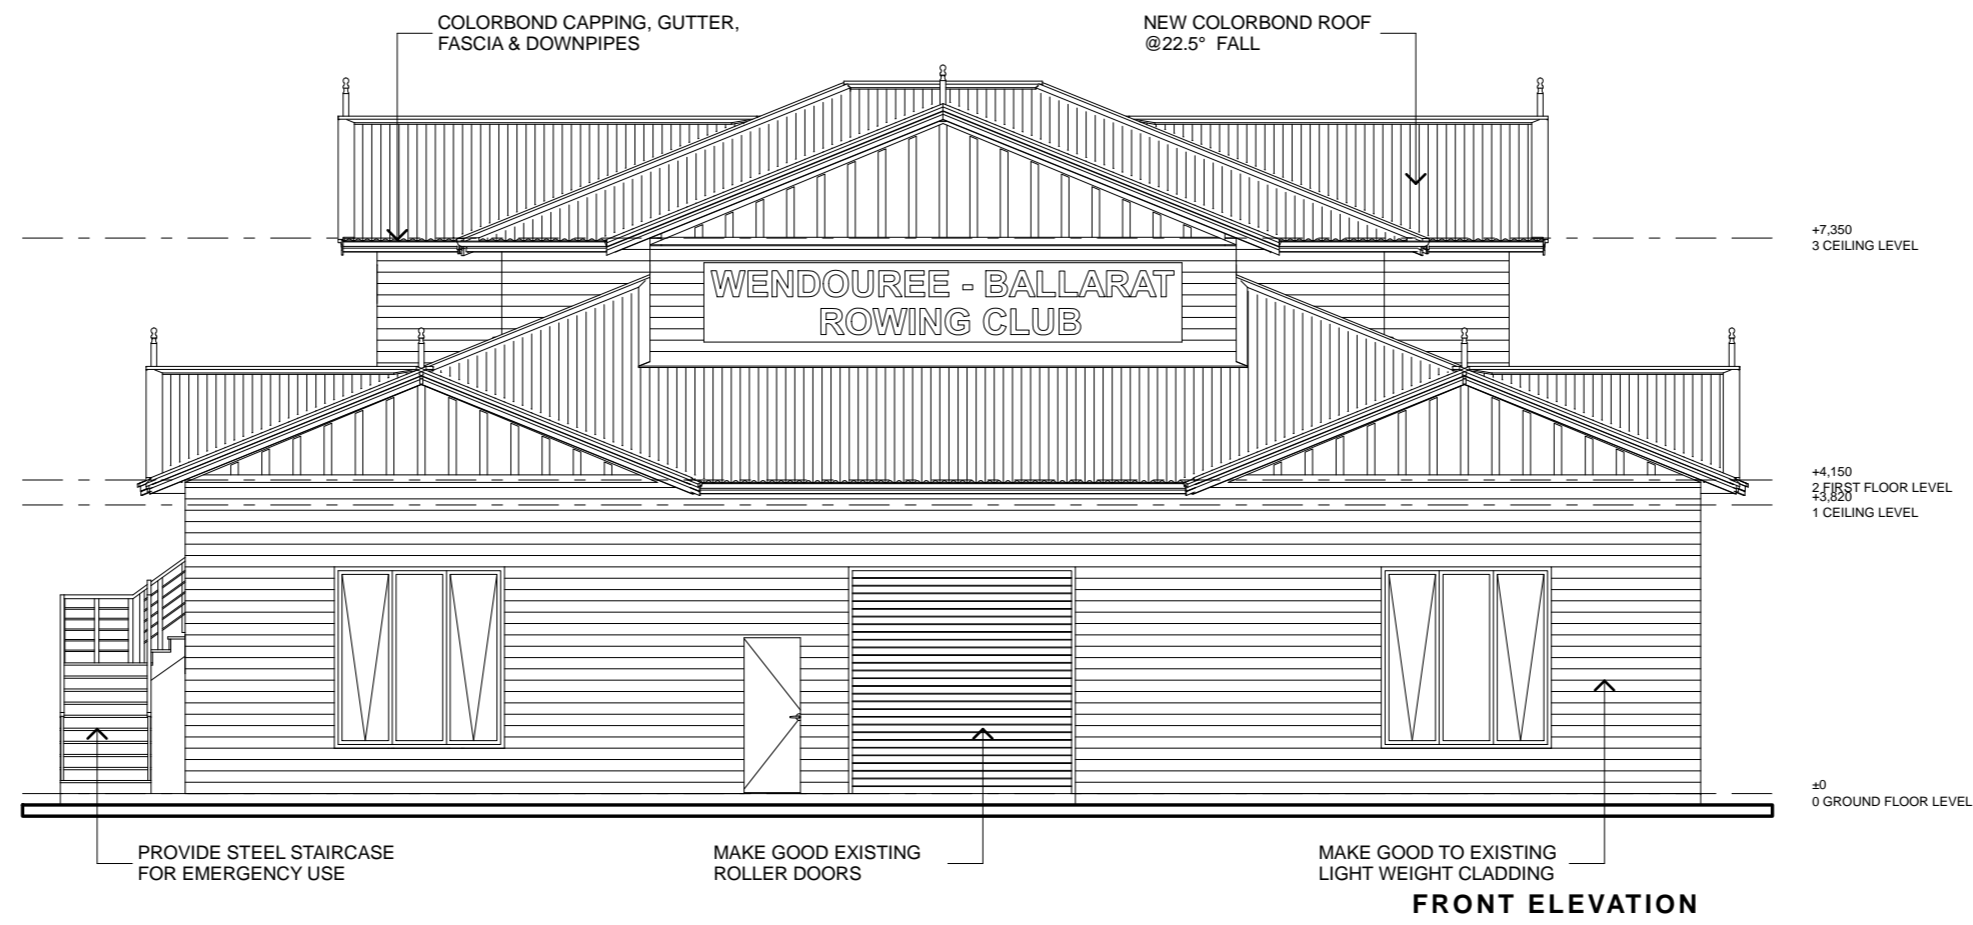 COLORBOND CAPPING, GUTTER,
FASCIA & DOWNPIPES
NEW COLORBOND ROOF
@22.5° FALL
+7,350
3 CEILING LEVEL
WENDOUREE - BALLARAT
ROWING CLUB
+4,150
2 FIRST FLOOR LEVEL
+3,820
1 CEILING LEVEL
±0
0 GROUND FLOOR LEVEL
PROVIDE STEEL STAIRCASE
FOR EMERGENCY USE
MAKE GOOD EXISTING
ROLLER DOORS
MAKE GOOD TO EXISTING
LIGHT WEIGHT CLADDING
FRONT ELEVATION